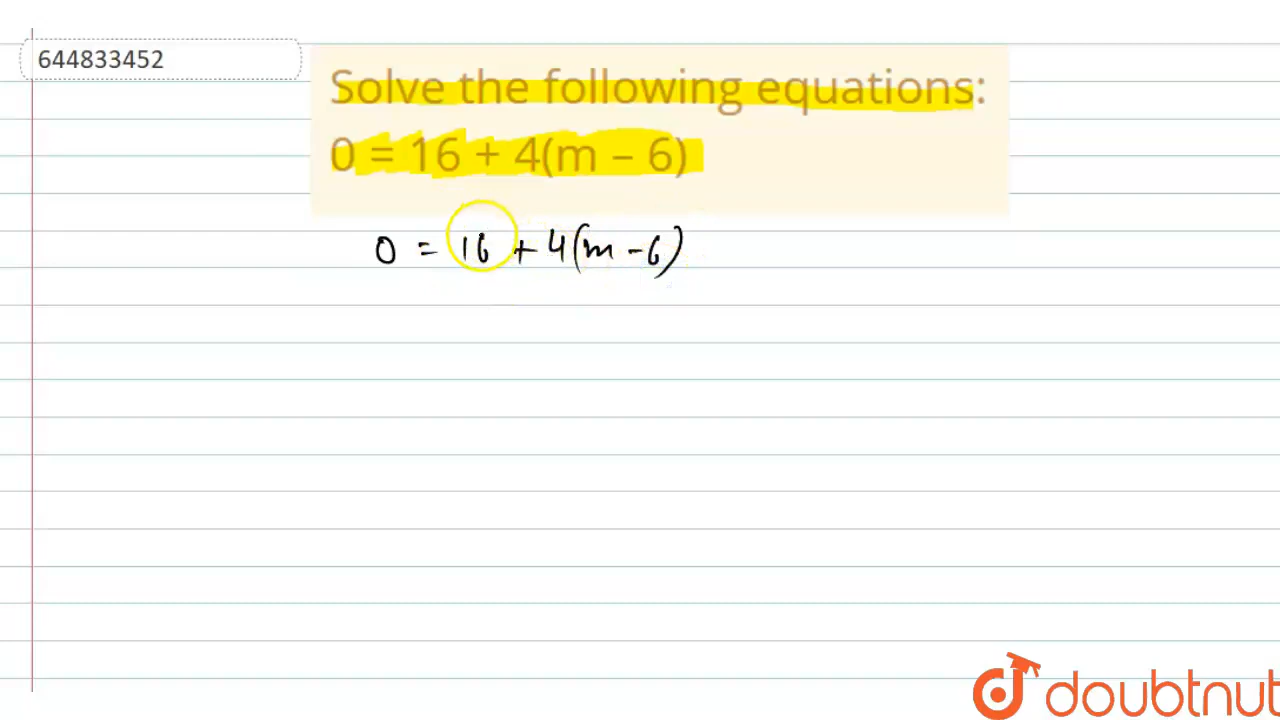 644833452
Solve the following equations:
0 = 16 + 4(m – 6)
0 = 16 + 4(m - 6)
doubtnut